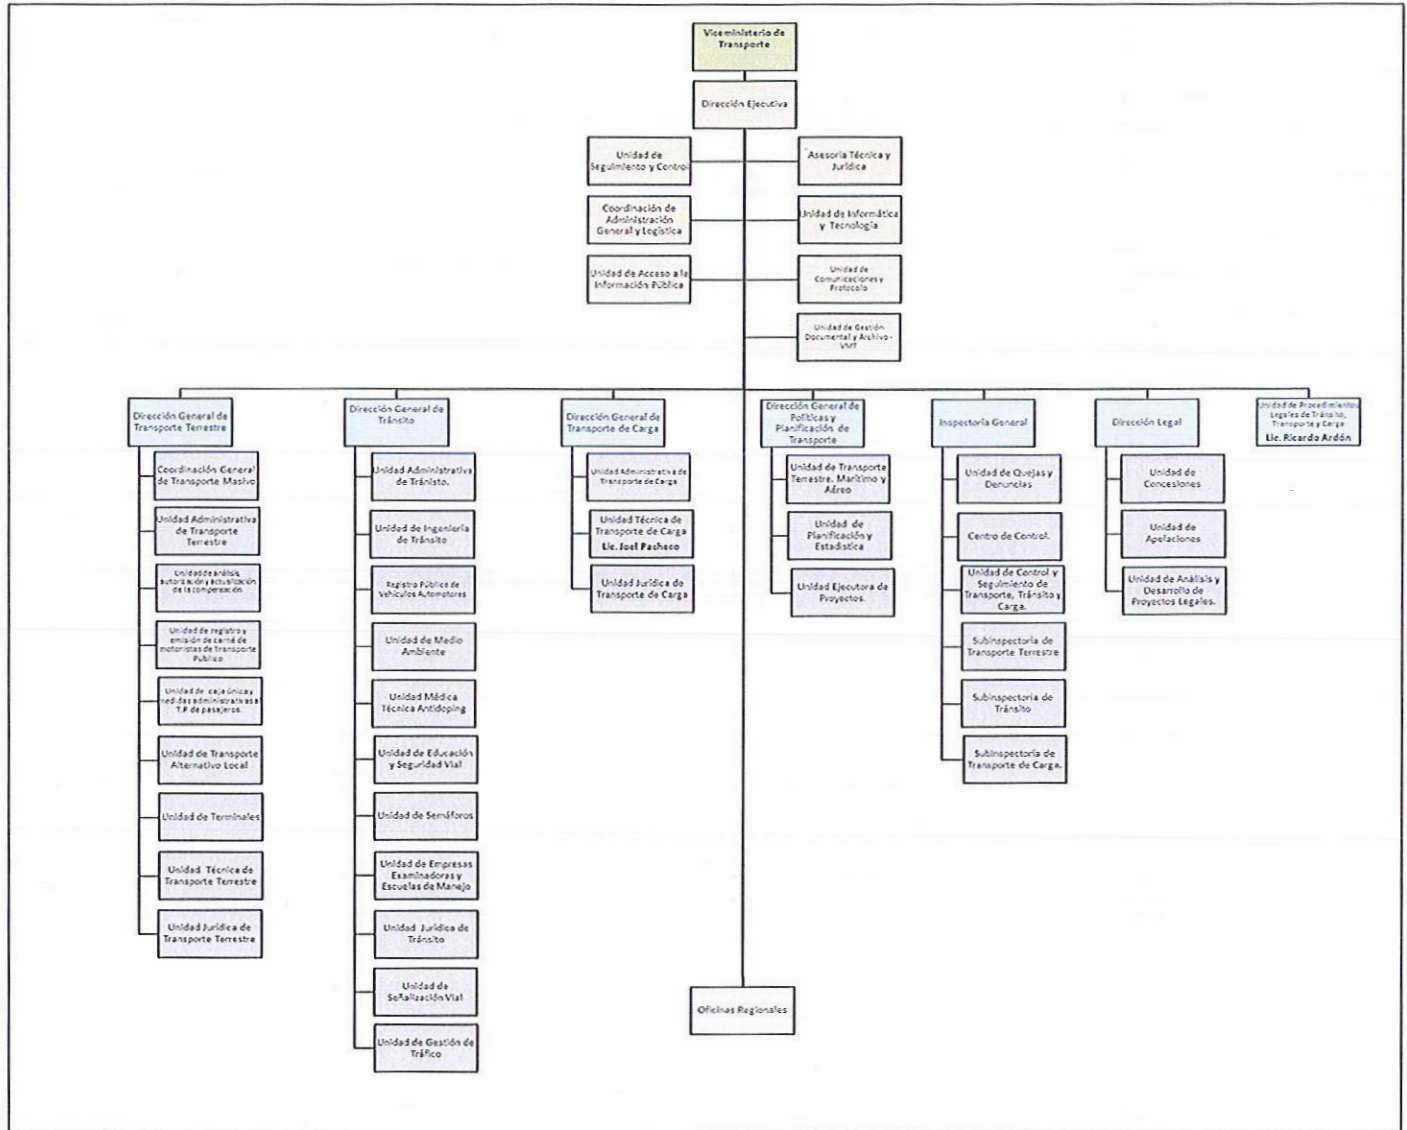 Viceministerio de
Transporte
Dirección Ejecutiva
Unidad de
Seguimiento y Control
Asesoría Técnica y
Jurídica
Coordinación de
Administración
General y Logística
Unidad de Informática
y Tecnología
Unidad de Acceso a la
Información Pública
Unidad de
Comunicaciones y
Protocolo
Unidad de Gestión
Documental y Archivo -
VMT
Dirección General de
Transporte Terrestre
Coordinación General
de Transporte Masivo
Unidad Administrativa
de Transporte
Terrestre
Unidad de análisis,
autorización y actualización
de la compensación
Unidad de registro y
emisión de carné de
motoristas de Transporte
Público
Unidad de caja única y
medidas administrativas a
T.P. de pasajeros.
Unidad de Transporte
Alternativo Local
Unidad de Terminales
Unidad Técnica de
Transporte Terrestre
Unidad Jurídica de
Transporte Terrestre
Dirección General de
Tránsito
Unidad Administrativa
de Tránisto.
Unidad de Ingeniería
de Tránsito
Registro Público de
Vehículos Automotores
Unidad de Medio
Ambiente
Unidad Médica
Técnica Antidoping
Unidad de Educación
y Seguridad Vial
Unidad de Semáforos
Unidad de Empresas
Examinadoras y
Escuelas de Manejo
Unidad Jurídica de
Tránsito
Unidad de
Señalización Vial
Unidad de Gestión de
Tráfico
Dirección General de
Transporte de Carga
Unidad Administrativa de
Transporte de Carga
Unidad Técnica de
Transporte de Carga
Lic. Joel Pacheco
Unidad Jurídica de
Transporte de Carga
Dirección General de
Políticas y
Planificación de
Transporte
Unidad de Transporte
Terrestre, Marítimo y
Aéreo
Unidad de
Planificación y
Estadística
Unidad Ejecutora de
Proyectos.
Inspectoría General
Unidad de Quejas y
Denuncias
Centro de Control.
Unidad de Control y
Seguimiento de
Transporte, Tránsito y
Carga.
Subinspectoría de
Transporte Terrestre
Subinspectoría de
Tránsito
Subinspectoría de
Transporte de Carga.
Dirección Legal
Unidad de
Concesiones
Unidad de
Apelaciones
Unidad de Análisis y
Desarrollo de
Proyectos Legales.
Unidad de Procedimientos
Legales de Tránsito,
Transporte y Carga
Lic. Ricardo Ardón
Oficinas Regionales